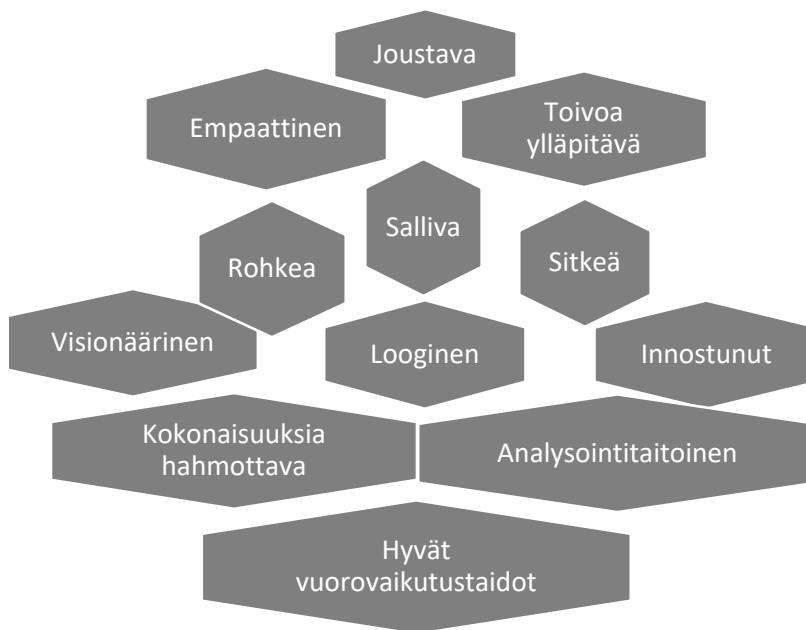 Joustava
Empaattinen
Toivoa
ylläpitävä
Salliva
Rohkea
Sitkeä
Visionäärinen
Looginen
Innostunut
Kokonaisuuksia
hahmottava
Analysointitaitoinen
Hyvät
vuorovaikutustaidot